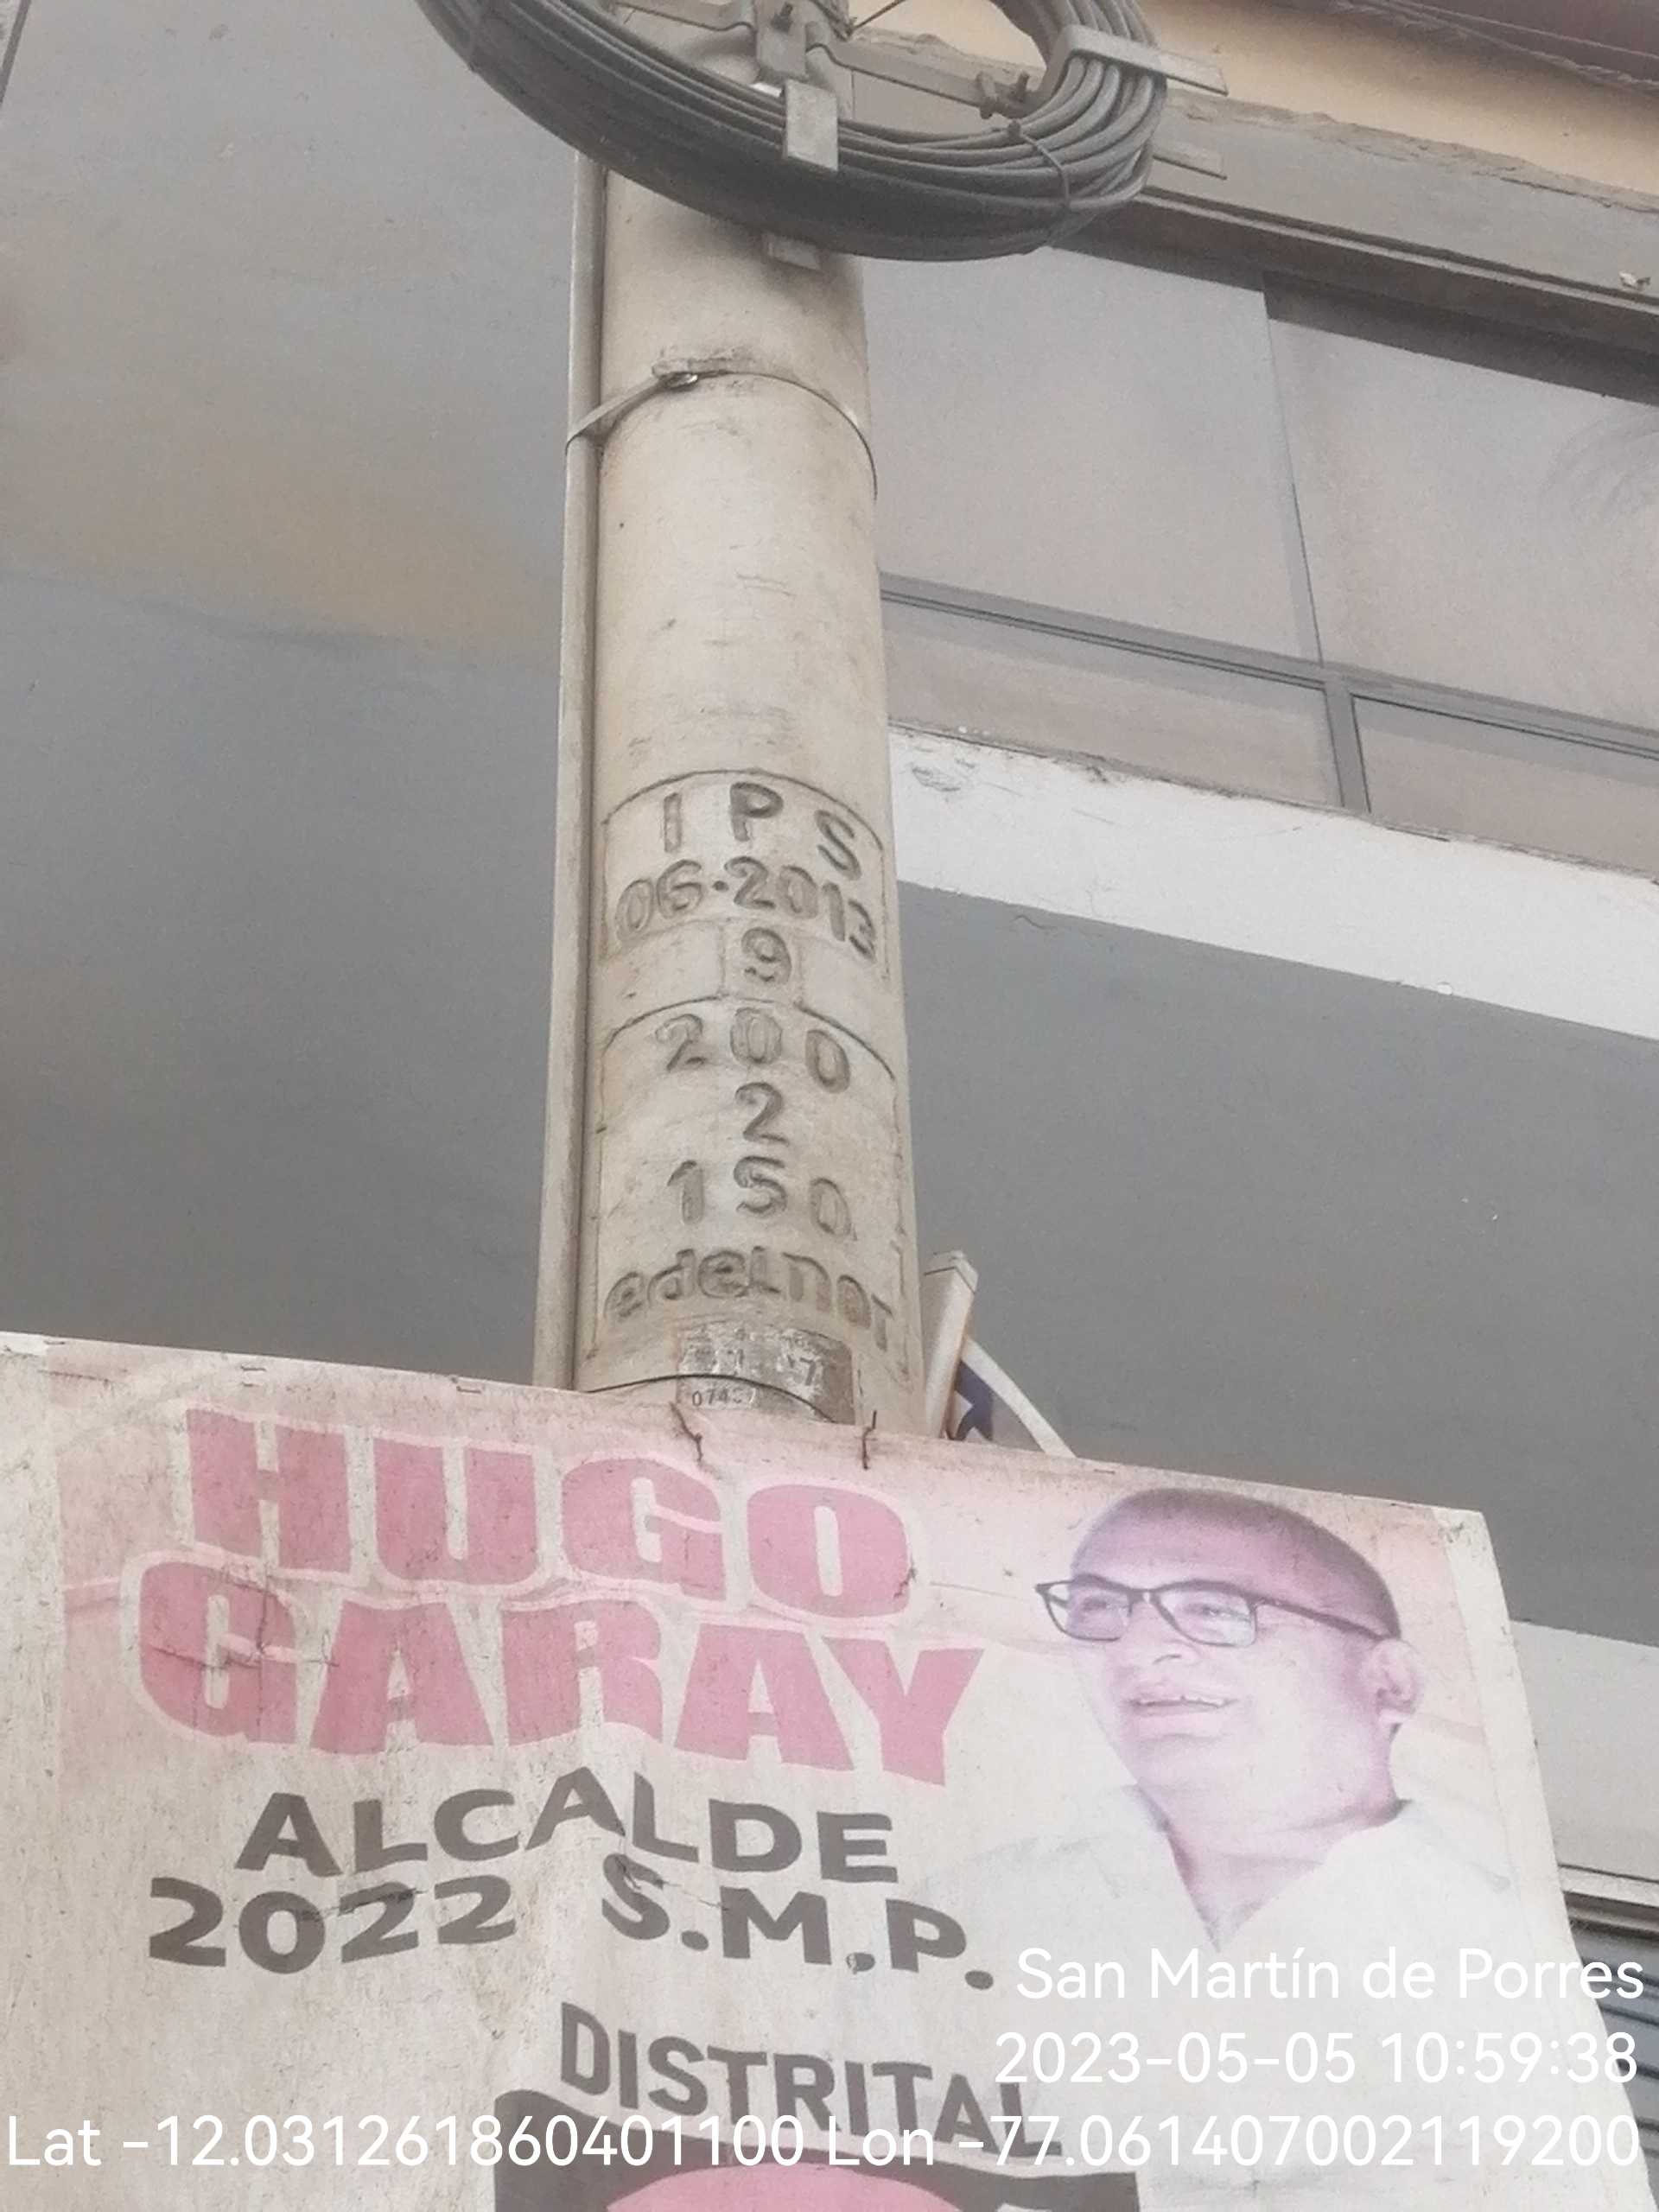 IPS
06·2013
9
200
2
150
edelnor
HUGO
GARAY
ALCALDE
2022 S.M.P.
DISTRITAL
San Martín de Porres
2023-05-05 10:59:38
Lat -12.031261860401100 Lon -77.061407002119200